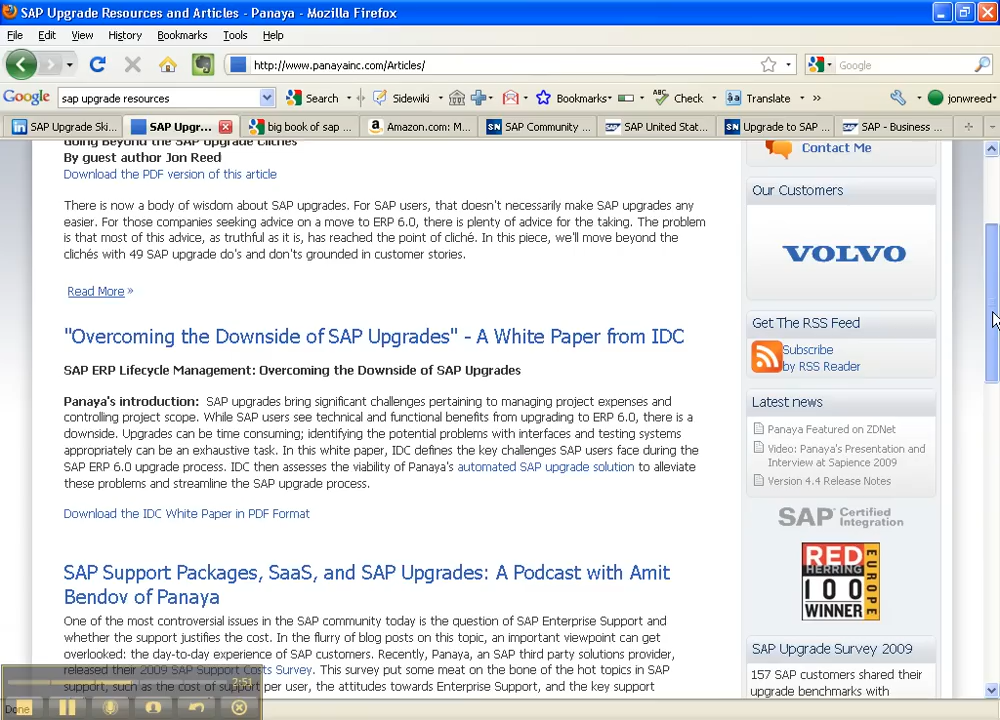 SAP Upgrade Resources and Articles - Panaya - Mozilla Firefox
File Edit View History Bookmarks Tools Help
http://www.panayainc.com/Articles/
Google
Google sap upgrade resources Search Sidewiki Bookmarks Check Translate » jonwreed
SAP Upgrade Ski... SAP Upgr... big book of sap ... Amazon.com: M... SAP Community ... SAP United Stat... Upgrade to SAP ... SAP - Business ...
Going Beyond the SAP Upgrade Clichés
By guest author Jon Reed
Download the PDF version of this article
There is now a body of wisdom about SAP upgrades. For SAP users, that doesn't necessarily make SAP upgrades any
easier. For those companies seeking advice on a move to ERP 6.0, there is plenty of advice for the taking. The problem
is that most of this advice, as truthful as it is, has reached the point of cliché. In this piece, we'll move beyond the
clichés with 49 SAP upgrade do's and don'ts grounded in customer stories.
Read More »
"Overcoming the Downside of SAP Upgrades" - A White Paper from IDC
SAP ERP Lifecycle Management: Overcoming the Downside of SAP Upgrades
Panaya's introduction: SAP upgrades bring significant challenges pertaining to managing project expenses and
controlling project scope. While SAP users see technical and functional benefits from upgrading to ERP 6.0, there is a
downside. Upgrades can be time consuming; identifying the potential problems with interfaces and testing systems
appropriately can be an exhaustive task. In this white paper, IDC defines the key challenges SAP users face during the
SAP ERP 6.0 upgrade process. IDC then assesses the viability of Panaya's automated SAP upgrade solution to alleviate
these problems and streamline the SAP upgrade process.
Download the IDC White Paper in PDF Format
SAP Support Packages, SaaS, and SAP Upgrades: A Podcast with Amit
Bendov of Panaya
One of the most controversial issues in the SAP community today is the question of SAP Enterprise Support and
whether the support justifies the cost. In the flurry of blog posts on this topic, an important viewpoint can get
overlooked: the day-to-day experience of SAP customers. Recently, Panaya, an SAP third party solutions provider,
released their 2009 SAP Support Costs Survey. This survey put some meat on the bone of the hot topics in SAP
support, such as the cost of support per user, the attitudes towards Enterprise Support, and the key support
Contact Me
Our Customers
VOLVO
Get The RSS Feed
Subscribe
by RSS Reader
Latest news
Panaya Featured on ZDNet
Video: Panaya's Presentation and
Interview at Sapience 2009
Version 4.4 Release Notes
SAP Certified
Integration
RED
HERRING
100
WINNER
EUROPE
SAP Upgrade Survey 2009
157 SAP customers shared their
upgrade benchmarks with
Done